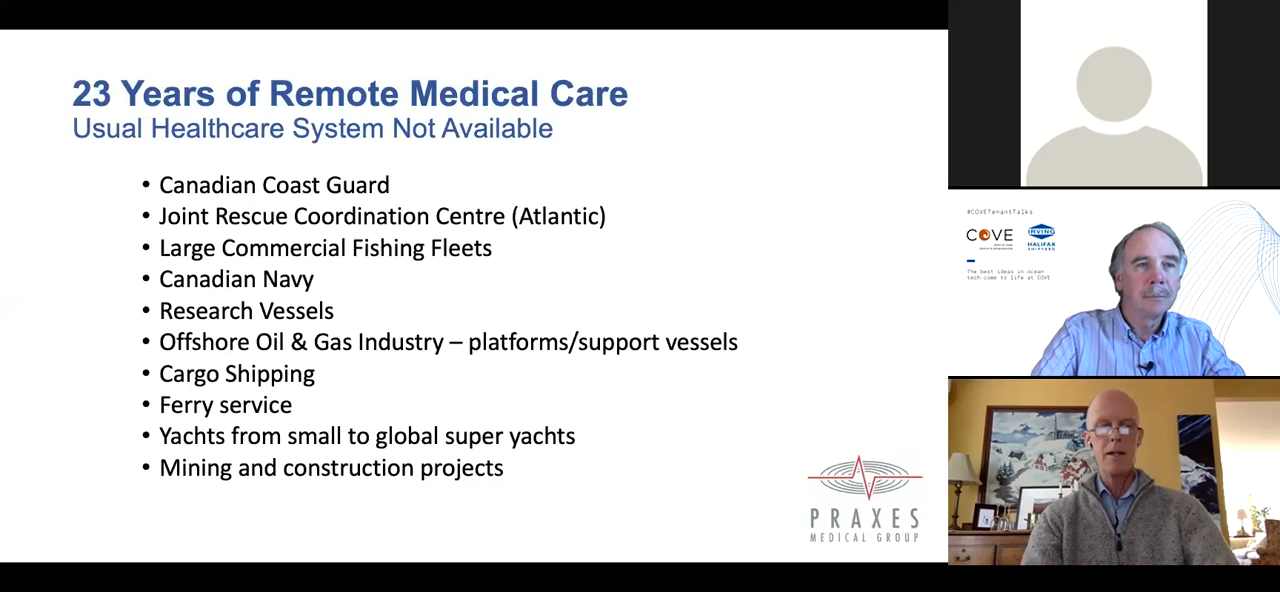 23 Years of Remote Medical Care
Usual Healthcare System Not Available
• Canadian Coast Guard
• Joint Rescue Coordination Centre (Atlantic)
• Large Commercial Fishing Fleets
• Canadian Navy
• Research Vessels
• Offshore Oil & Gas Industry – platforms/support vessels
• Cargo Shipping
• Ferry service
• Yachts from small to global super yachts
• Mining and construction projects
PRAXES
MEDICAL GROUP
#COVETenantTalks
COVE
IRVING
HALIFAX
SHIPYARD
The best ideas in ocean
tech come to life at COVE